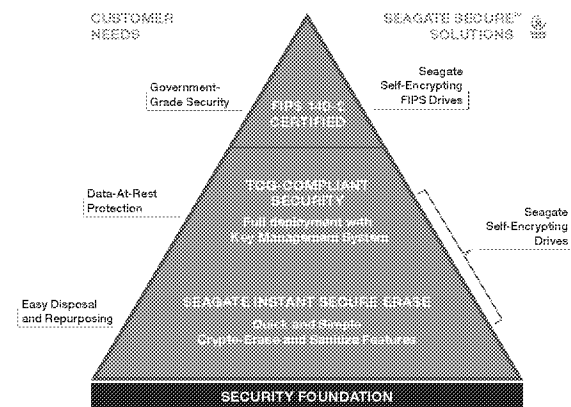 CUSTOMER
NEEDS
SEAGATE SECURE™
SOLUTIONS
Government-
Grade Security
FIPS 140-2
CERTIFIED
Seagate
Self-Encrypting
FIPS Drives
Data-At-Rest
Protection
TCG-COMPLIANT
SECURITY
Full deployment with
Key Management System
Seagate
Self-Encrypting
Drives
Easy Disposal
and Repurposing
SEAGATE INSTANT SECURE ERASE
Quick and Simple
Crypto-Erase and Sanitize Features
SECURITY FOUNDATION